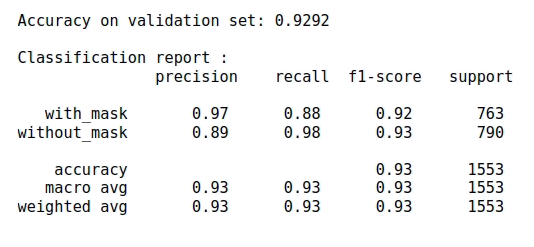 Accuracy on validation set: 0.9292
Classification report :
precision recall f1-score support
with_mask 0.97 0.88 0.92 763
without_mask 0.89 0.98 0.93 790
accuracy 0.93 1553
macro avg 0.93 0.93 0.93 1553
weighted avg 0.93 0.93 0.93 1553